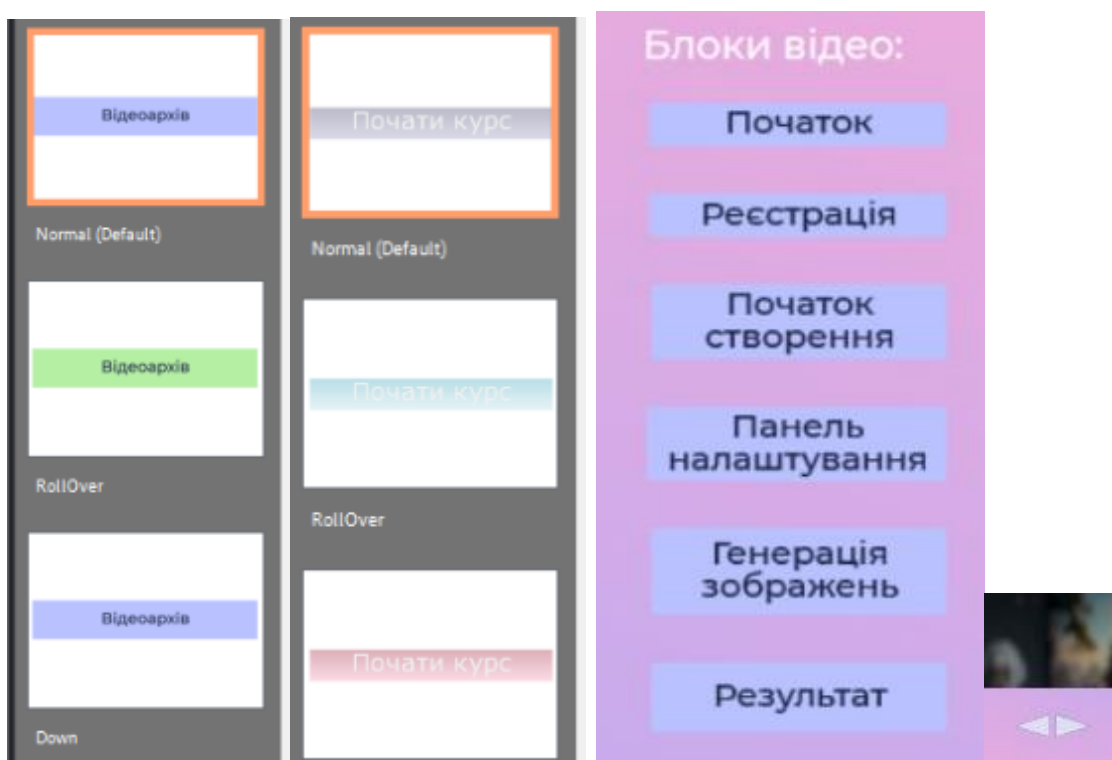 Відеоархів
Normal (Default)
Відеоархів
RollOver
Відеоархів
Down
Почати курс
Normal (Default)
Почати курс
RollOver
Почати курс
Блоки відео:
Початок
Реєстрація
Початок
створення
Панель
налаштування
Генерація
зображень
Результат